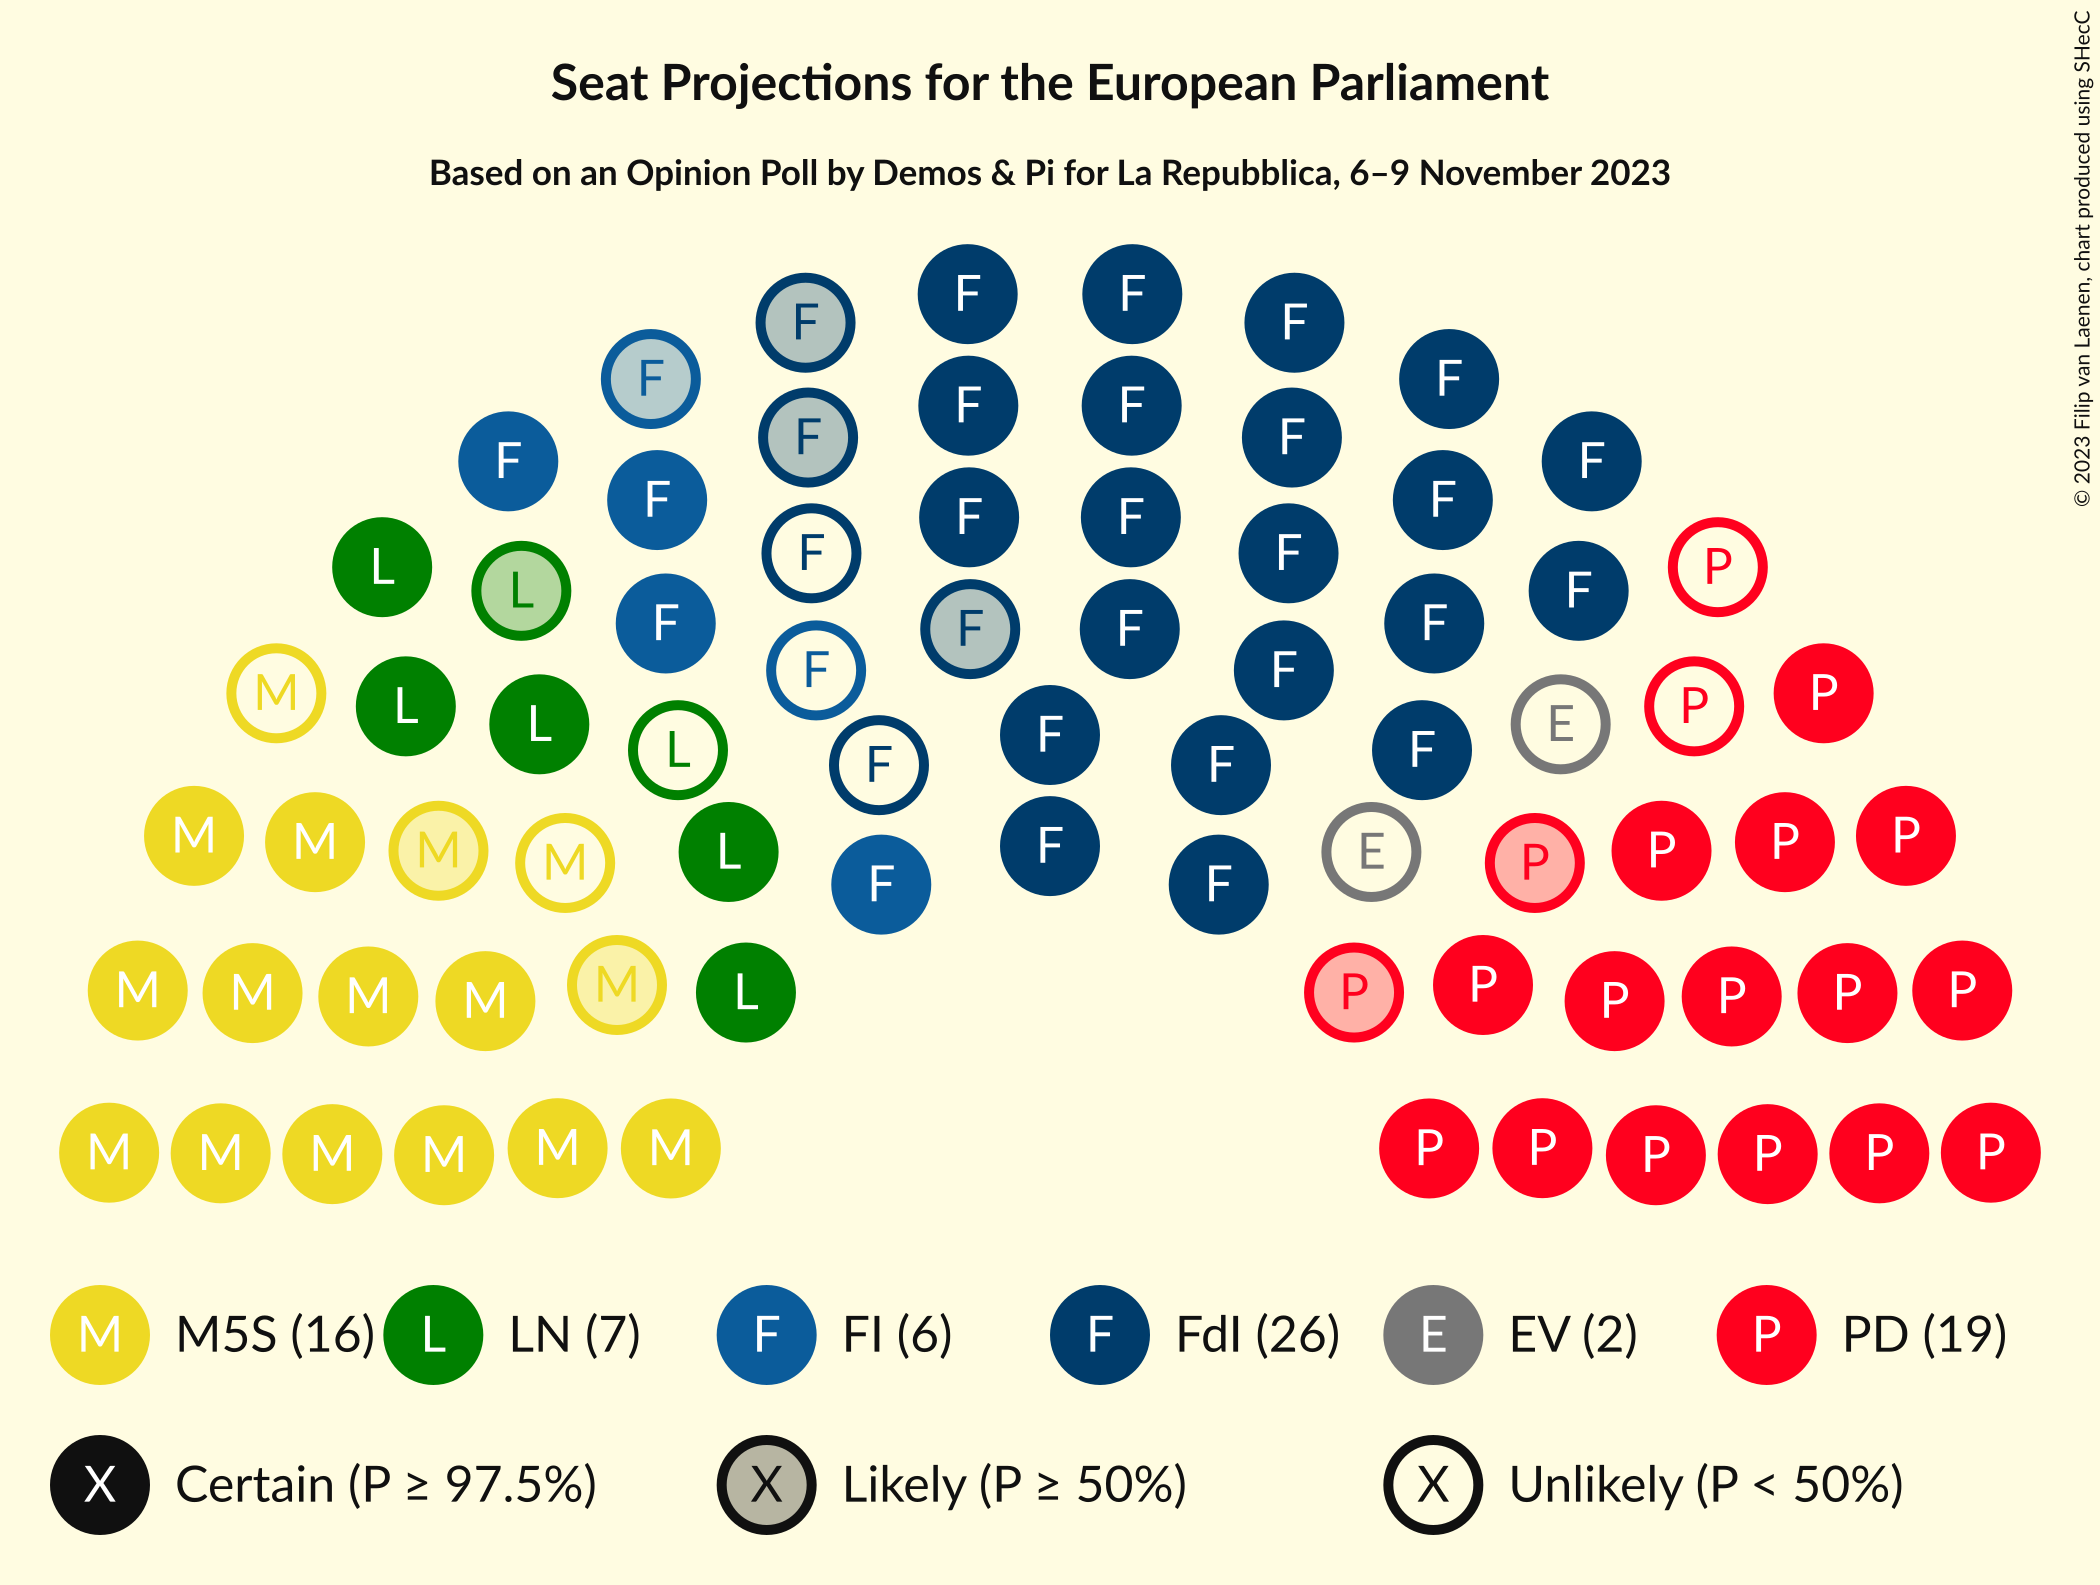 Seat Projections for the European Parliament
Based on an Opinion Poll by Demos & Pi for La Repubblica, 6–9 November 2023
© 2023 Filip van Laenen, chart produced using SHecC
F F
F F
F F
F F F F
F F
F F
F F
L F F P
L F F F F
F F
L F F F F
M L F F P P
L F E P
L F F F F
M M M M L E P P P P
F F F F
M M M M M L P P P P P P
M M M M M M P P P P P P
M M5S (16) L LN (7) F FI (6) F FdI (26) E EV (2) P PD (19)
X Certain (P ≥ 97.5%) X Likely (P ≥ 50%) X Unlikely (P < 50%)